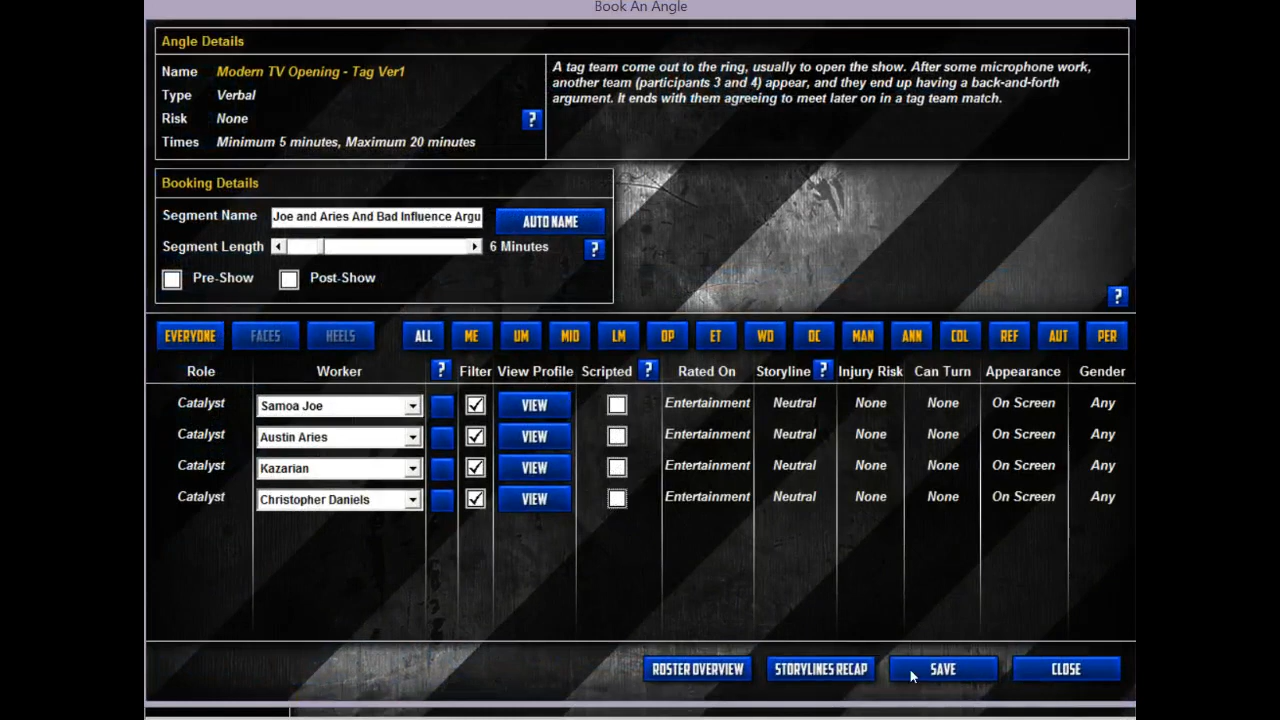 Book An Angle
Angle Details
Name Modern TV Opening - Tag Ver1
Type Verbal
Risk None
?
Times Minimum 5 minutes, Maximum 20 minutes
A tag team come out to the ring, usually to open the show. After some microphone work,
another team (participants 3 and 4) appear, and they end up having a back-and-forth
argument. It ends with them agreeing to meet later on in a tag team match.
Booking Details
Segment Name Joe and Aries And Bad Influence Argu AUTO NAME
Segment Length 6 Minutes ?
Pre-Show Post-Show
?
EVERYONE FACES HEELS ALL ME UM MID LM OP ET WD OC MAN ANN COL REF AUT PER
Role Worker ? Filter View Profile Scripted ? Rated On Storyline ? Injury Risk Can Turn Appearance Gender
Catalyst Samoa Joe VIEW Entertainment Neutral None None On Screen Any
Catalyst Austin Aries VIEW Entertainment Neutral None None On Screen Any
Catalyst Kazarian VIEW Entertainment Neutral None None On Screen Any
Catalyst Christopher Daniels VIEW Entertainment Neutral None None On Screen Any
ROSTER OVERVIEW STORYLINES RECAP SAVE CLOSE